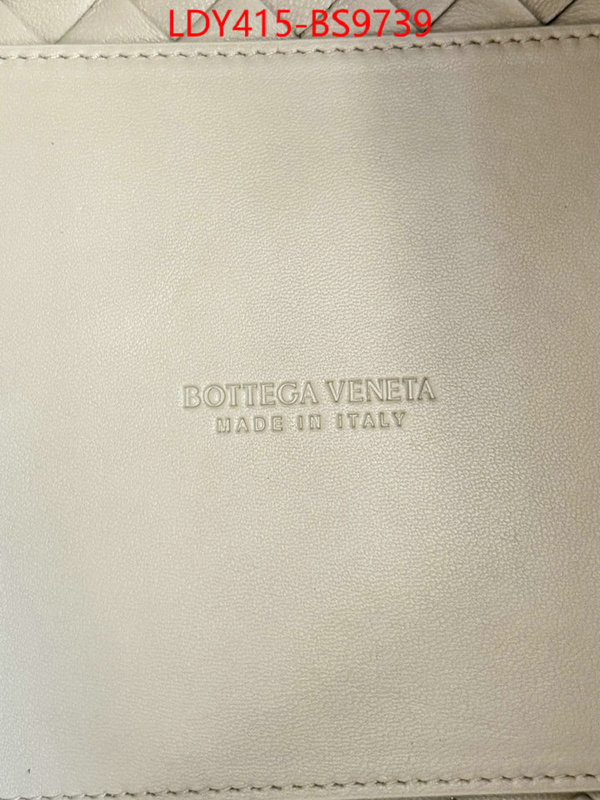 LDY415-BS9739
BOTTEGA VENETA
MADE IN ITALY